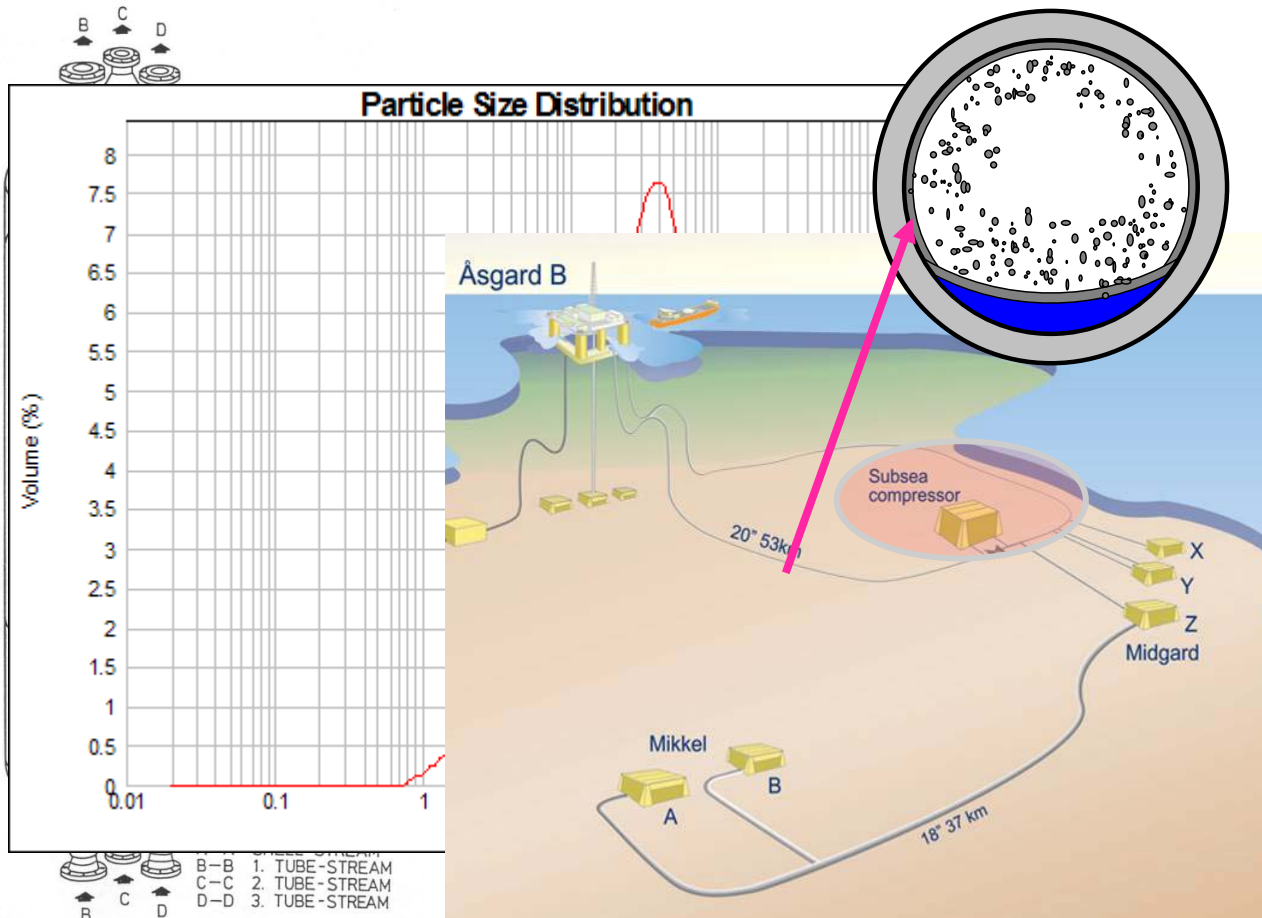 B C D
Particle Size Distribution
8
7.5
7
6.5
6
5.5
5
4.5
4
3.5
3
2.5
2
1.5
1
0.5
0
Volume (%)
0.01 0.1 1
Åsgard B
Subsea
compressor
20" 53km
X
Y
Z
Midgard
Mikkel
B
A
18" 37 km
B—B 1. TUBE-STREAM
C—C 2. TUBE-STREAM
D—D 3. TUBE-STREAM
B C D